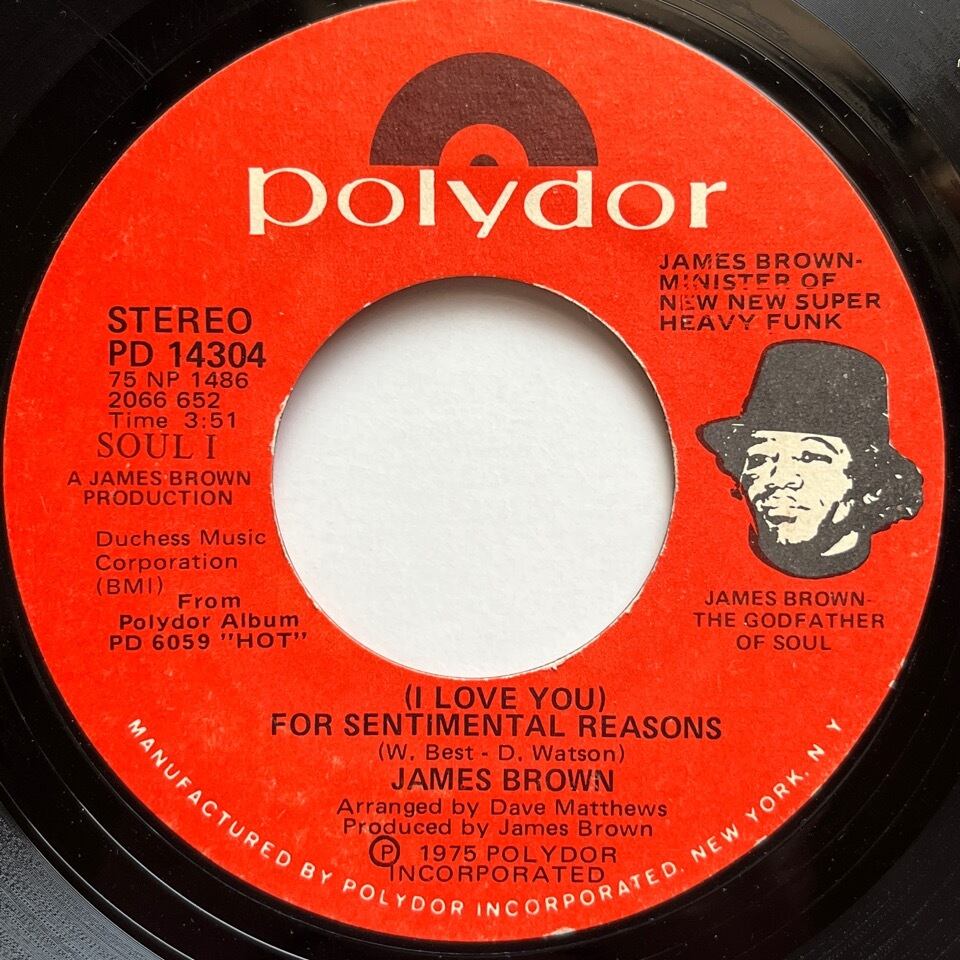 polydor
JAMES BROWN-
MINISTER OF
NEW NEW SUPER
HEAVY FUNK
STEREO
PD 14304
75 NP 1486
2066 652
Time 3:51
SOUL I
A JAMES BROWN
PRODUCTION
Duchess Music
Corporation
(BMI)
From
Polydor Album
PD 6059 "HOT"
JAMES BROWN-
THE GODFATHER
OF SOUL
(I LOVE YOU)
FOR SENTIMENTAL REASONS
(W. Best - D. Watson)
JAMES BROWN
Arranged by Dave Matthews
Produced by James Brown
Ⓟ 1975 POLYDOR
INCORPORATED
MANUFACTURED BY POLYDOR INCORPORATED, NEW YORK, N Y